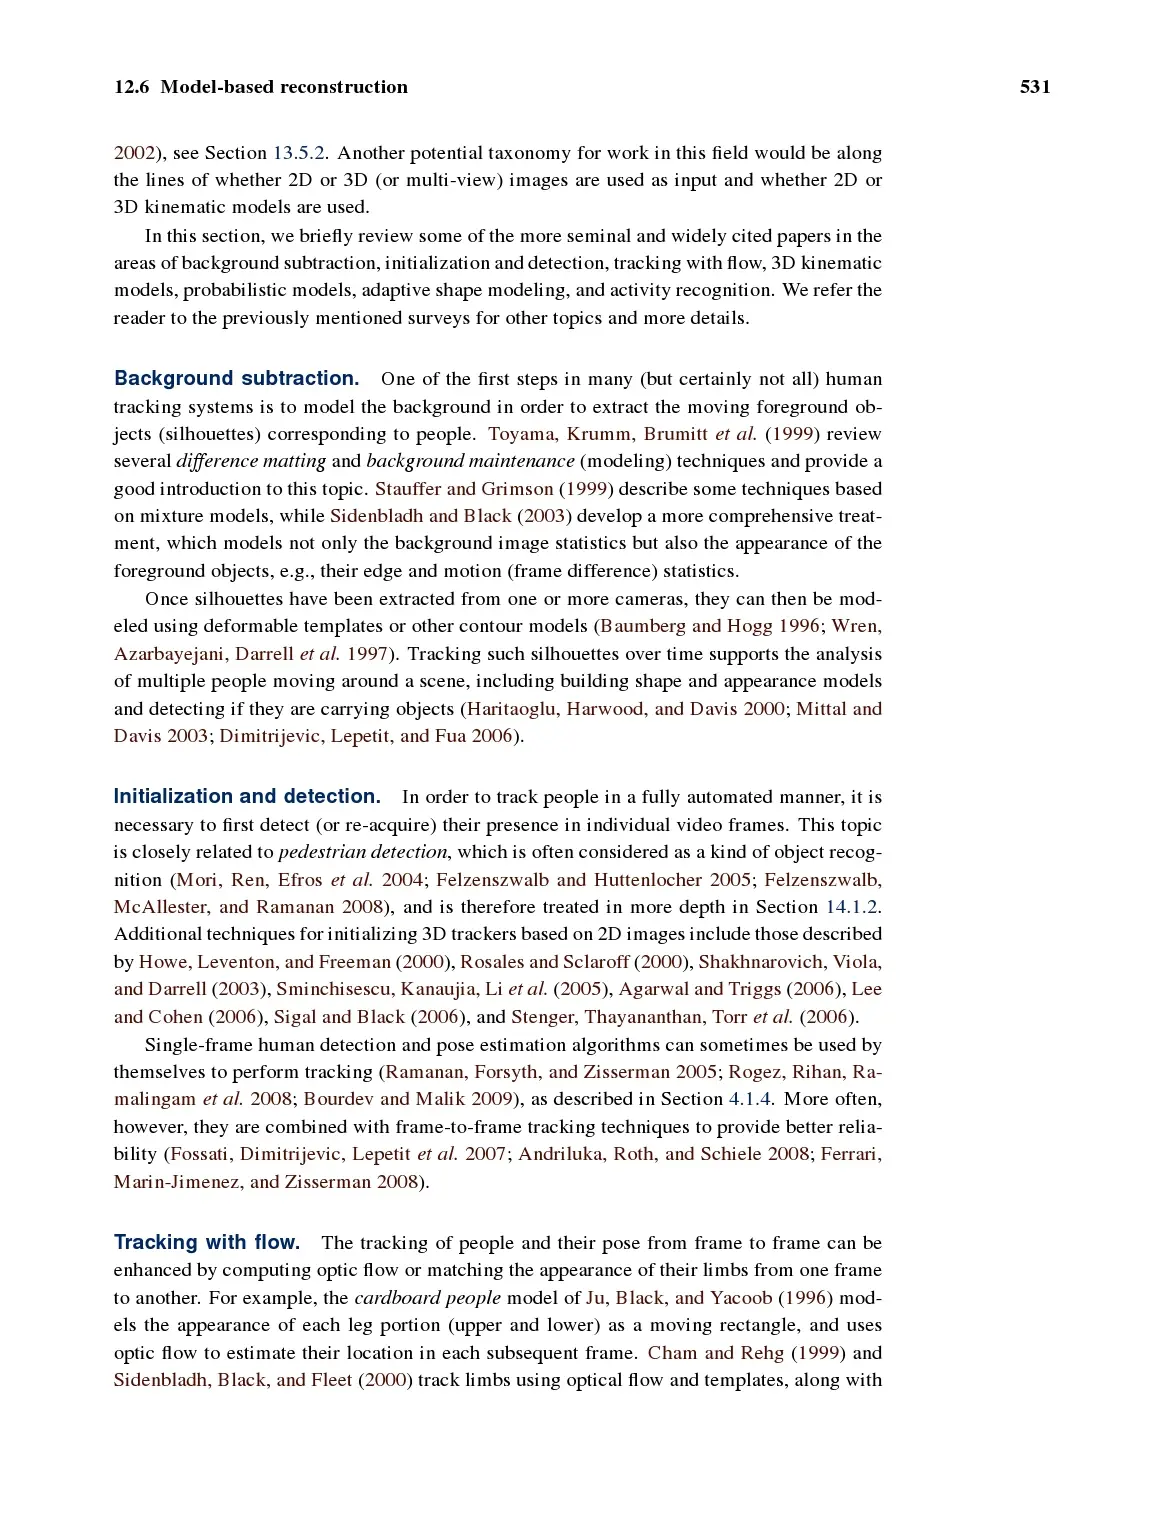 12.6 Model-based reconstruction 531
2002), see Section 13.5.2. Another potential taxonomy for work in this field would be along
the lines of whether 2D or 3D (or multi-view) images are used as input and whether 2D or
3D kinematic models are used.
In this section, we briefly review some of the more seminal and widely cited papers in the
areas of background subtraction, initialization and detection, tracking with flow, 3D kinematic
models, probabilistic models, adaptive shape modeling, and activity recognition. We refer the
reader to the previously mentioned surveys for other topics and more details.
Background subtraction. One of the first steps in many (but certainly not all) human
tracking systems is to model the background in order to extract the moving foreground ob-
jects (silhouettes) corresponding to people. Toyama, Krumm, Brumitt et al. (1999) review
several difference matting and background maintenance (modeling) techniques and provide a
good introduction to this topic. Stauffer and Grimson (1999) describe some techniques based
on mixture models, while Sidenbladh and Black (2003) develop a more comprehensive treat-
ment, which models not only the background image statistics but also the appearance of the
foreground objects, e.g., their edge and motion (frame difference) statistics.
Once silhouettes have been extracted from one or more cameras, they can then be mod-
eled using deformable templates or other contour models (Baumberg and Hogg 1996; Wren,
Azarbayejani, Darrell et al. 1997). Tracking such silhouettes over time supports the analysis
of multiple people moving around a scene, including building shape and appearance models
and detecting if they are carrying objects (Haritaoglu, Harwood, and Davis 2000; Mittal and
Davis 2003; Dimitrijevic, Lepetit, and Fua 2006).
Initialization and detection. In order to track people in a fully automated manner, it is
necessary to first detect (or re-acquire) their presence in individual video frames. This topic
is closely related to pedestrian detection, which is often considered as a kind of object recog-
nition (Mori, Ren, Efros et al. 2004; Felzenszwalb and Huttenlocher 2005; Felzenszwalb,
McAllester, and Ramanan 2008), and is therefore treated in more depth in Section 14.1.2.
Additional techniques for initializing 3D trackers based on 2D images include those described
by Howe, Leventon, and Freeman (2000), Rosales and Sclaroff (2000), Shakhnarovich, Viola,
and Darrell (2003), Sminchisescu, Kanaujia, Li et al. (2005), Agarwal and Triggs (2006), Lee
and Cohen (2006), Sigal and Black (2006), and Stenger, Thayananthan, Torr et al. (2006).
Single-frame human detection and pose estimation algorithms can sometimes be used by
themselves to perform tracking (Ramanan, Forsyth, and Zisserman 2005; Rogez, Rihan, Ra-
malingam et al. 2008; Bourdev and Malik 2009), as described in Section 4.1.4. More often,
however, they are combined with frame-to-frame tracking techniques to provide better relia-
bility (Fossati, Dimitrijevic, Lepetit et al. 2007; Andriluka, Roth, and Schiele 2008; Ferrari,
Marin-Jimenez, and Zisserman 2008).
Tracking with flow. The tracking of people and their pose from frame to frame can be
enhanced by computing optic flow or matching the appearance of their limbs from one frame
to another. For example, the cardboard people model of Ju, Black, and Yacoob (1996) mod-
els the appearance of each leg portion (upper and lower) as a moving rectangle, and uses
optic flow to estimate their location in each subsequent frame. Cham and Rehg (1999) and
Sidenbladh, Black, and Fleet (2000) track limbs using optical flow and templates, along with